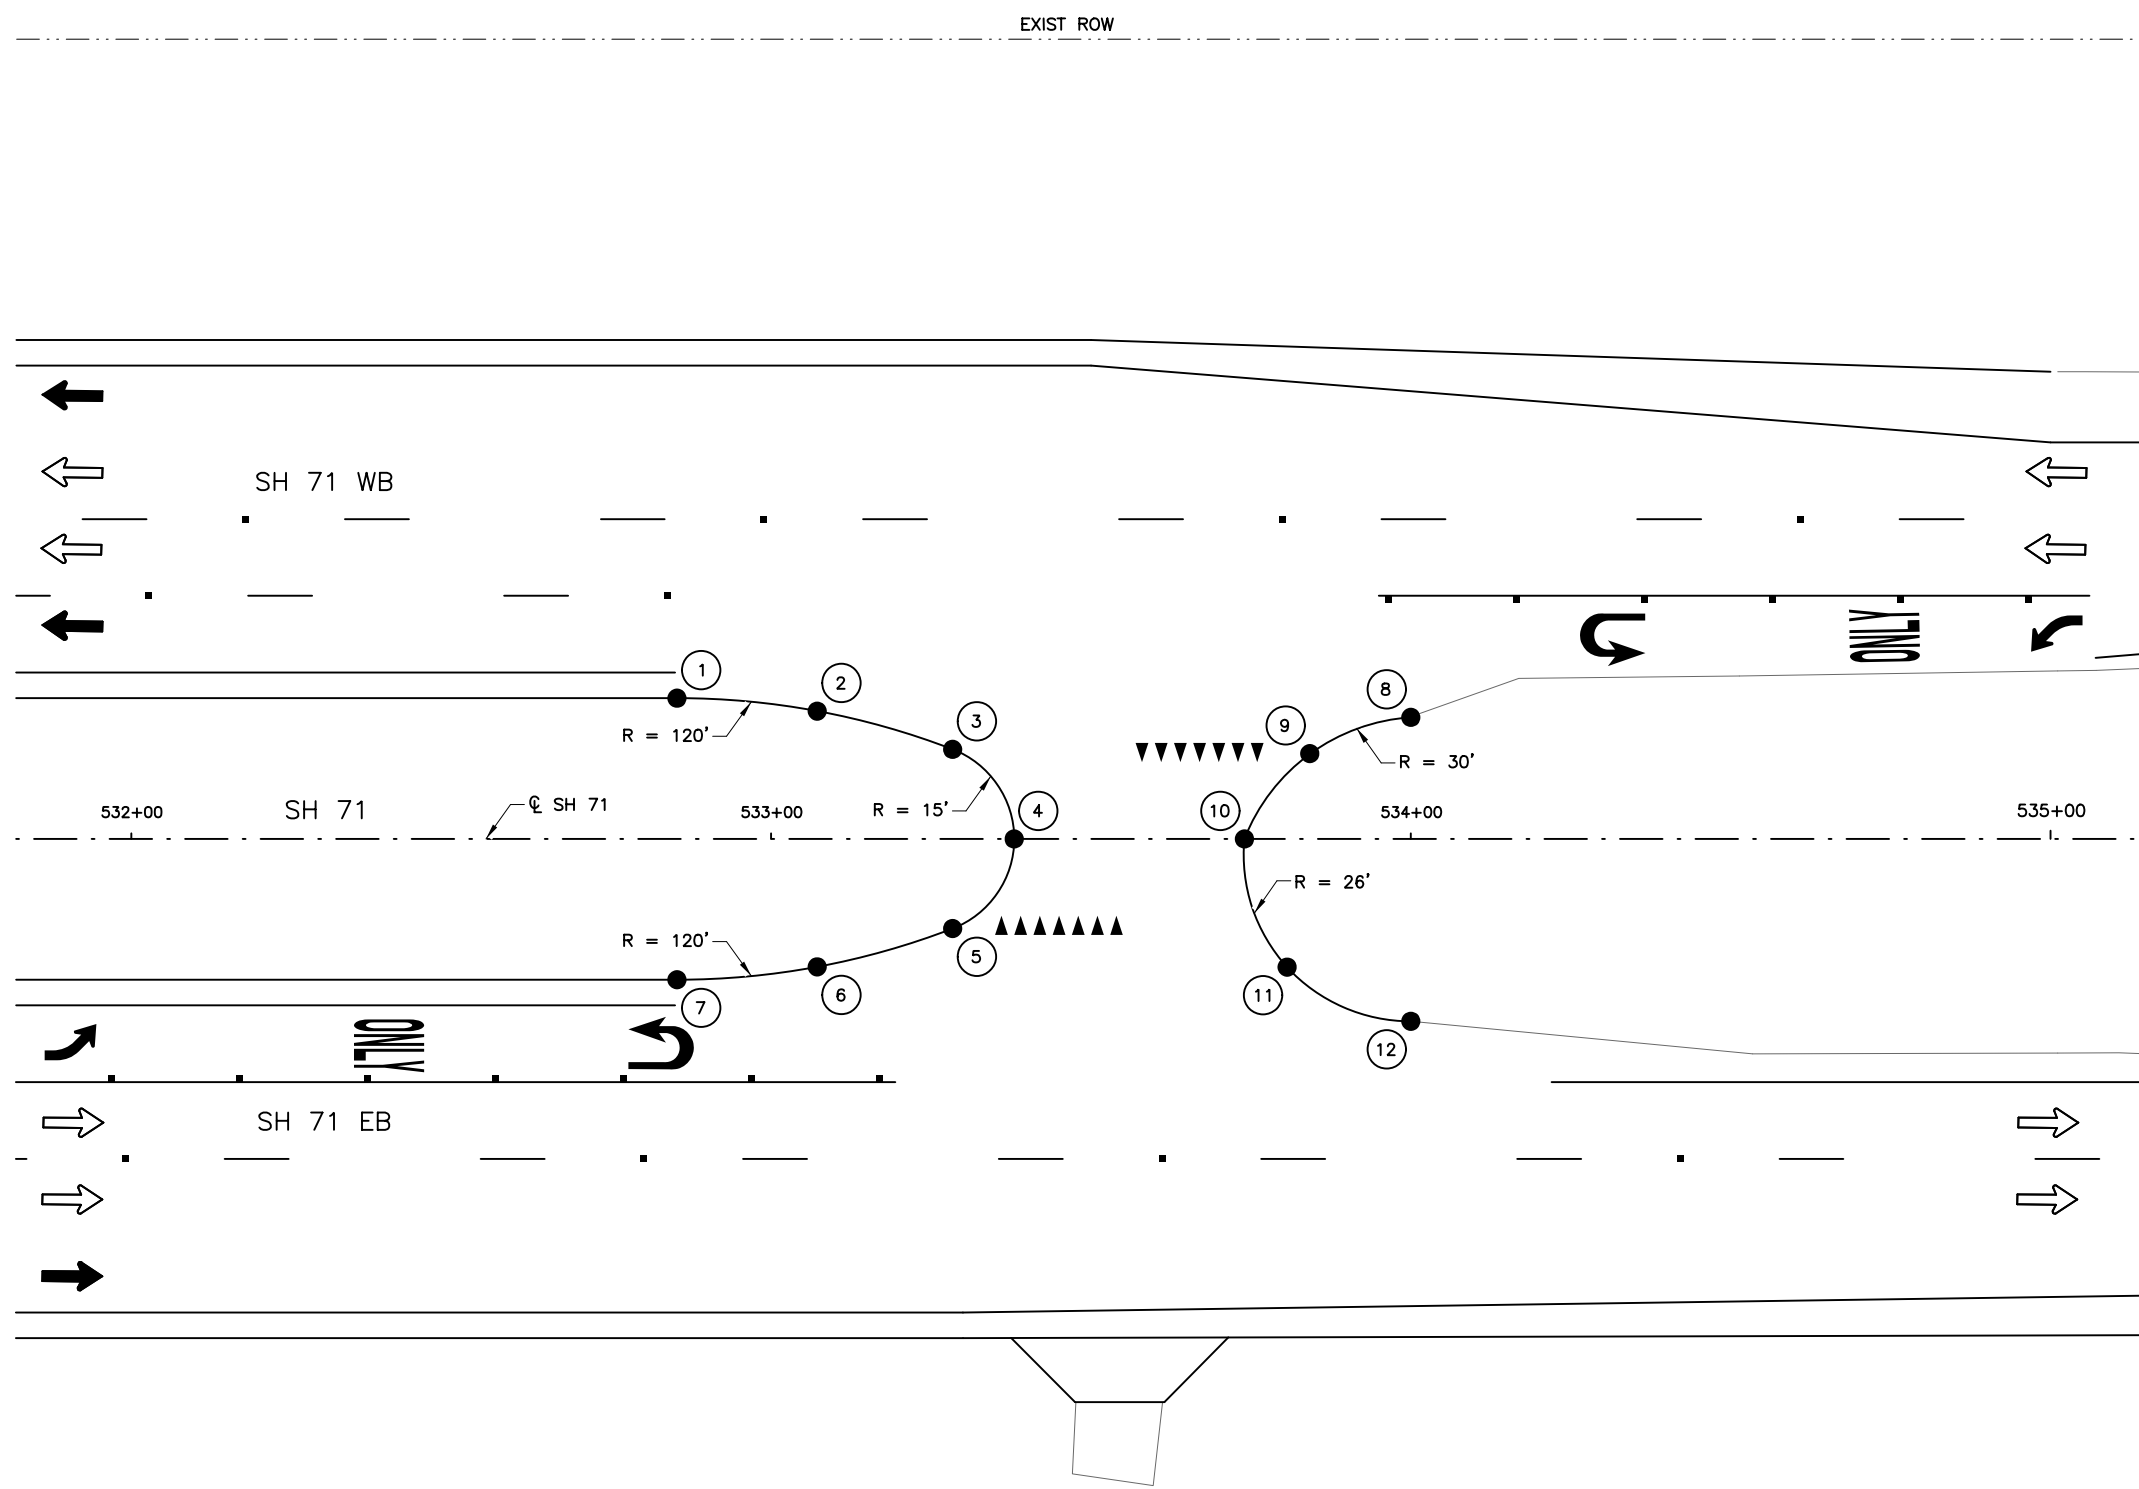 EXIST ROW
SH 71 WB
ONLY
1
2
8
3
9
R = 120'
R = 30'
532+00
SH 71
℄ SH 71
533+00
R = 15'
4
10
534+00
535+00
R = 26'
R = 120'
5
6
11
7
ONLY
12
SH 71 EB